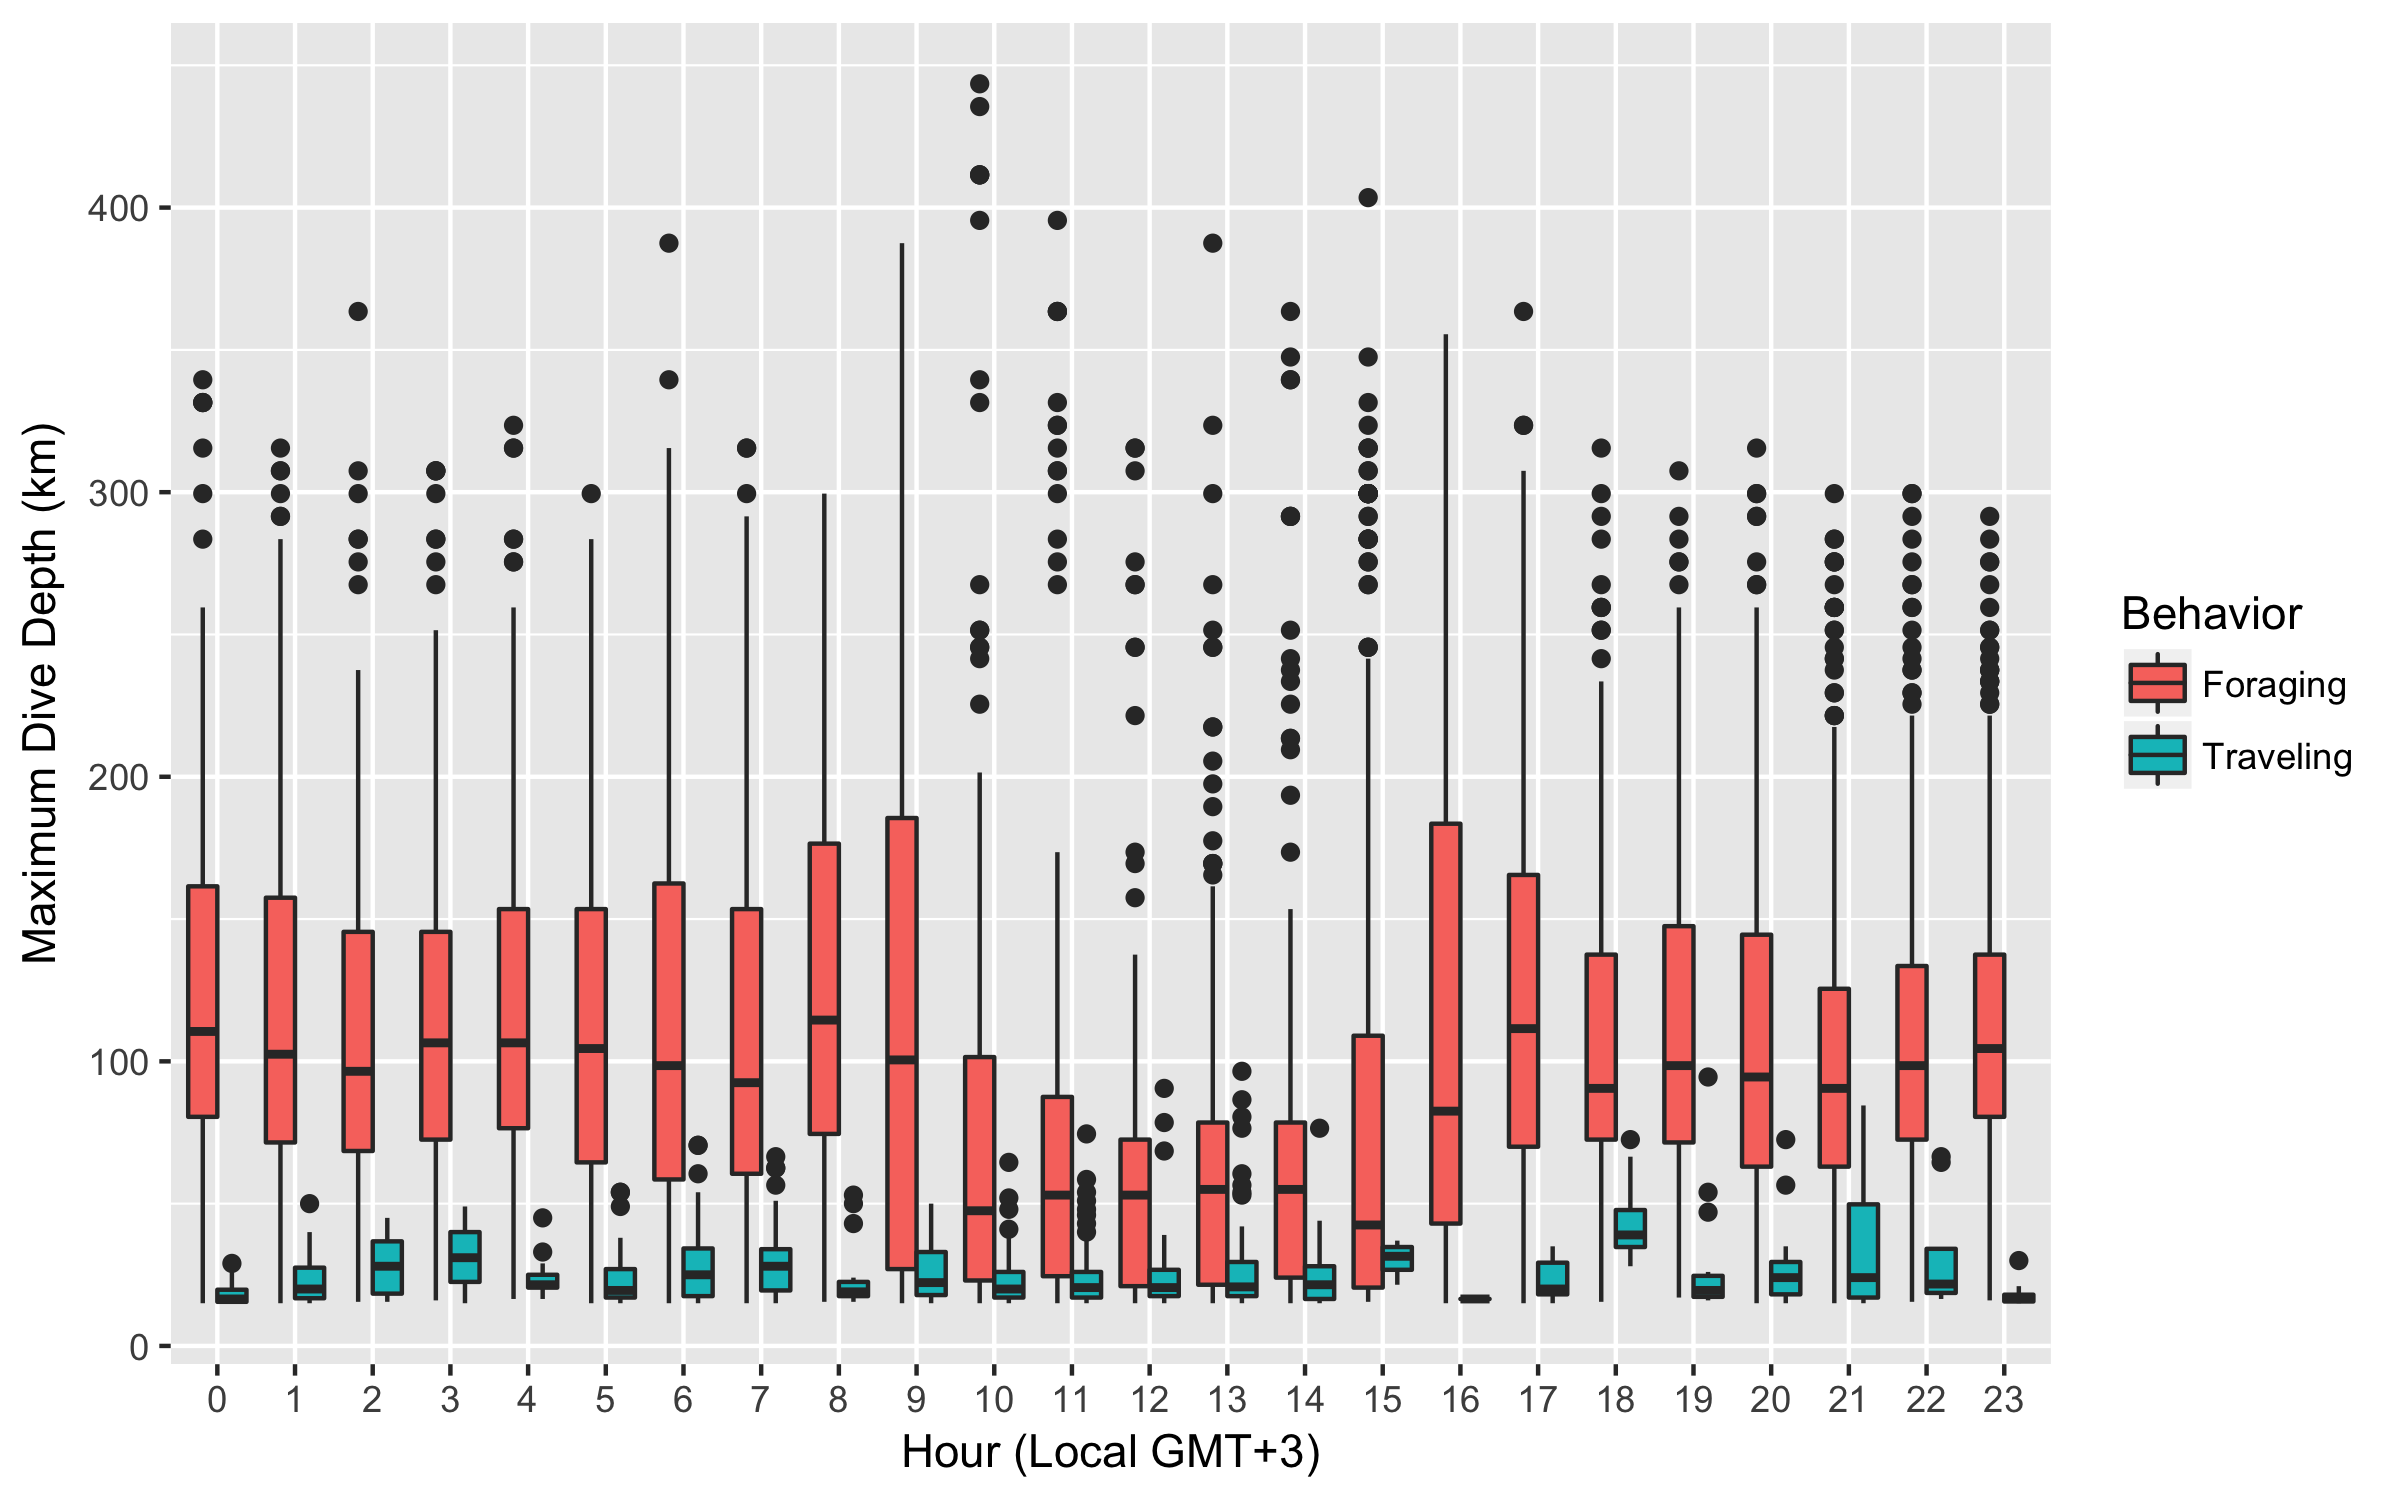 Maximum Dive Depth (km)
400
300
200
100
0
0 1 2 3 4 5 6 7 8 9 10 11 12 13 14 15 16 17 18 19 20 21 22 23
Hour (Local GMT+3)
Behavior
Foraging
Traveling